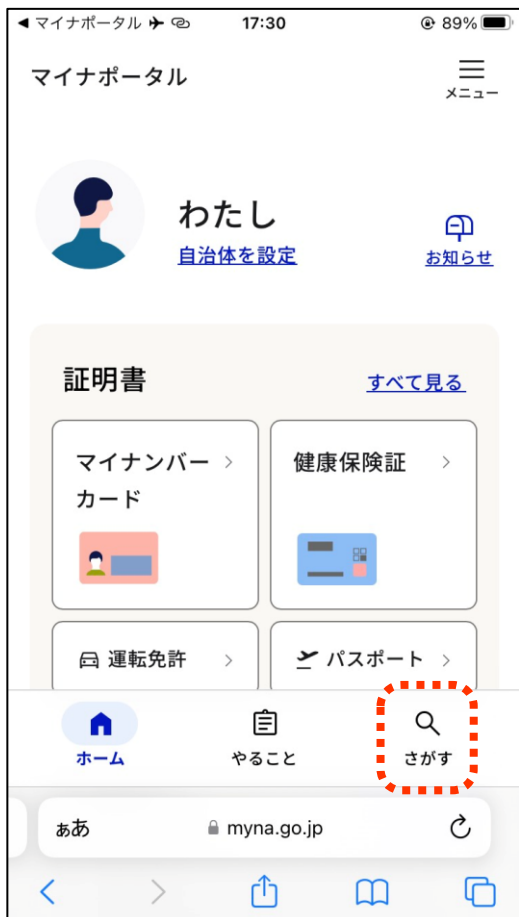 ◀ マイナポータル 17:30 89%
マイナポータル
メニュー
わたし
自治体を設定
お知らせ
証明書
すべて見る
マイナンバーカード
健康保険証
運転免許
パスポート
ホーム
やること
さがす
ぁあ
myna.go.jp